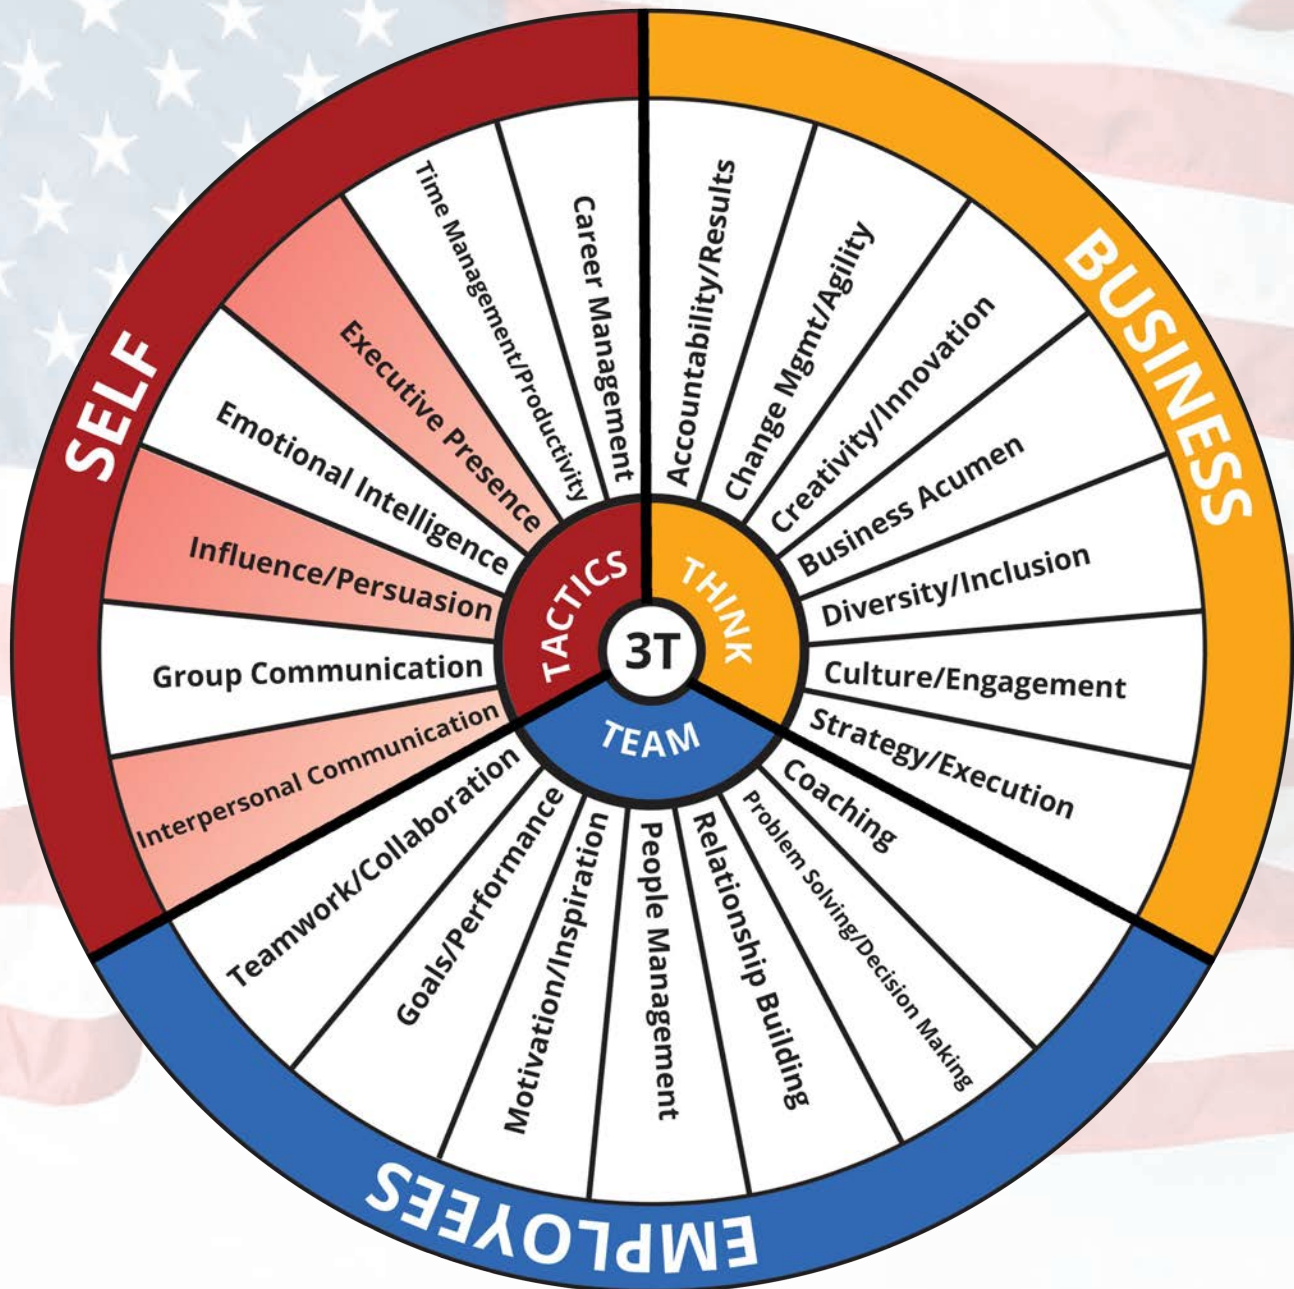 SELF
BUSINESS
EMPLOYEES
TACTICS
THINK
TEAM
3T
Accountability/Results
Change Mgmt/Agility
Creativity/Innovation
Business Acumen
Diversity/Inclusion
Culture/Engagement
Strategy/Execution
Coaching
Problem Solving/Decision Making
Relationship Building
People Management
Motivation/Inspiration
Goals/Performance
Teamwork/Collaboration
Interpersonal Communication
Group Communication
Influence/Persuasion
Emotional Intelligence
Executive Presence
Time Management/Productivity
Career Management